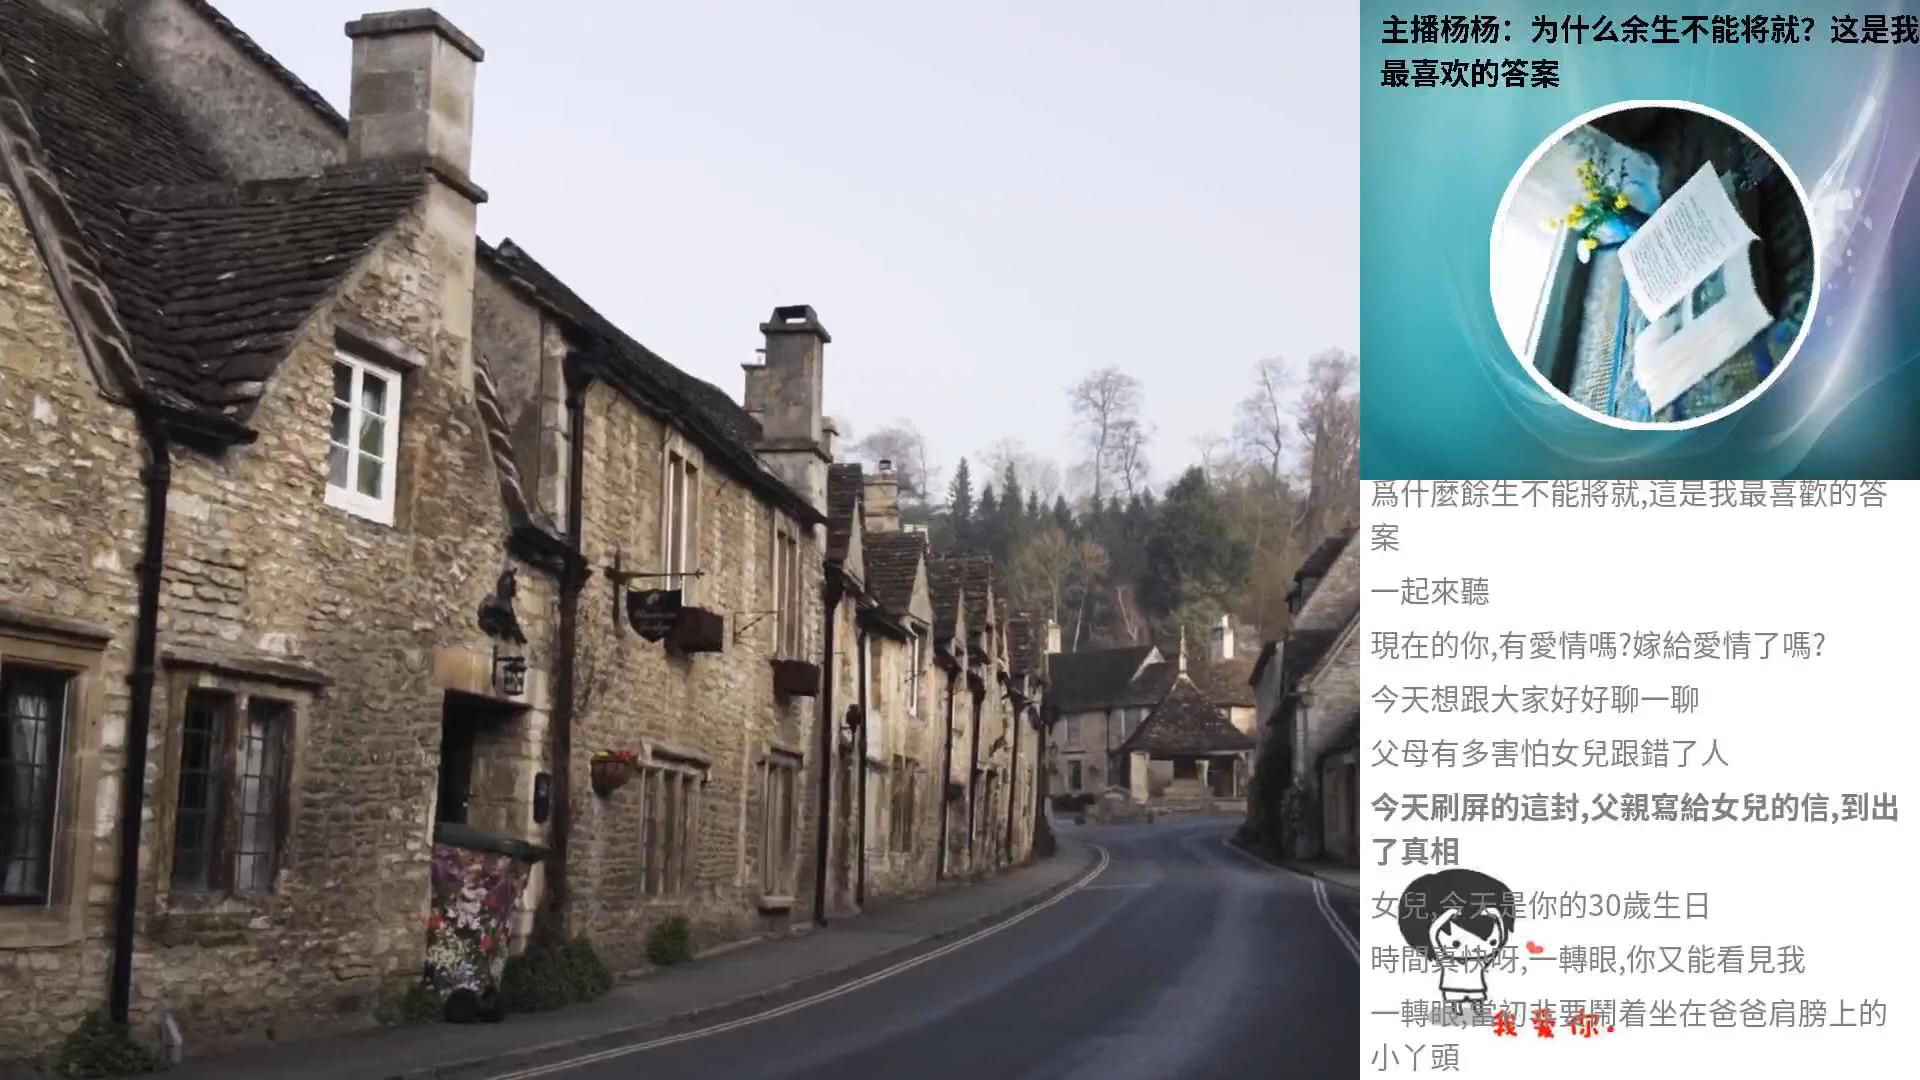 主播杨杨：为什么余生不能将就？这是我
最喜欢的答案
爲什麼餘生不能將就,這是我最喜歡的答
案
一起來聽
現在的你,有愛情嗎?嫁給愛情了嗎?
今天想跟大家好好聊一聊
父母有多害怕女兒跟錯了人
今天刷屏的這封,父親寫給女兒的信,到出
了真相
女兒,今天是你的30歲生日
時間真快呀,一轉眼,你又能看見我
一轉眼,當初非要鬧着坐在爸爸肩膀上的
小丫頭
我爱你.